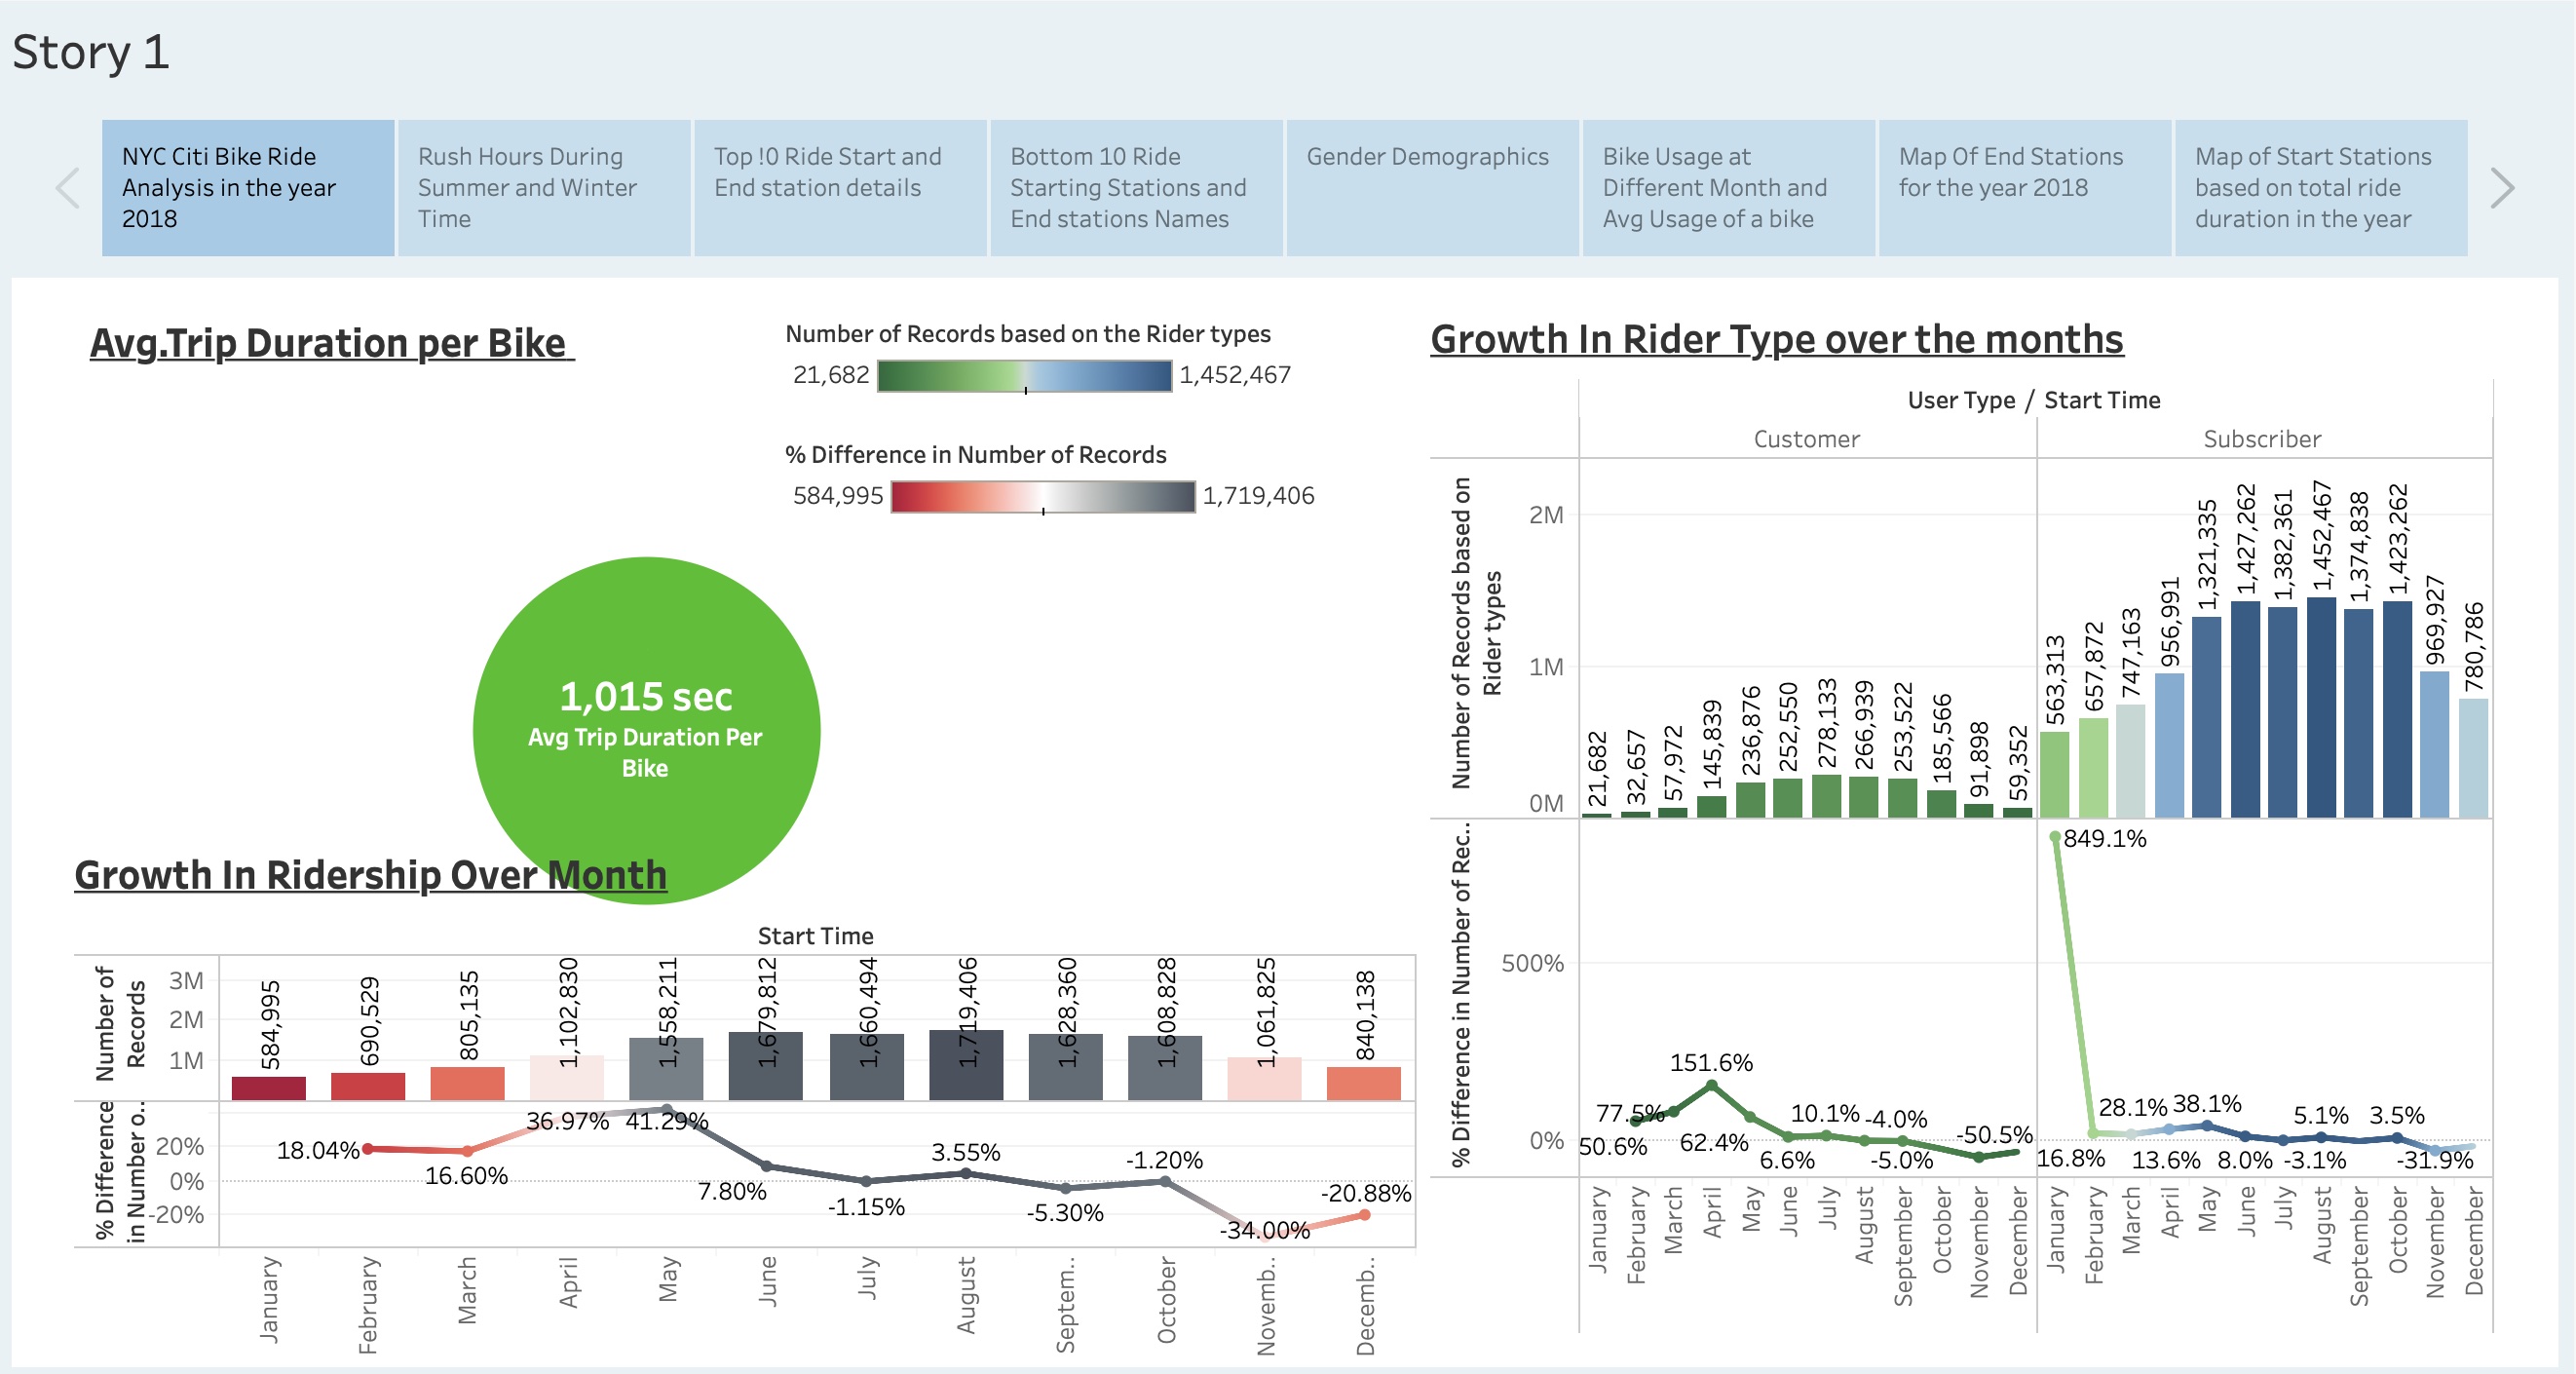 Story 1
NYC Citi Bike Ride
Analysis in the year
2018
Rush Hours During
Summer and Winter
Time
Top !0 Ride Start and
End station details
Bottom 10 Ride
Starting Stations and
End stations Names
Gender Demographics
Bike Usage at
Different Month and
Avg Usage of a bike
Map Of End Stations
for the year 2018
Map of Start Stations
based on total ride
duration in the year
Avg.Trip Duration per Bike
Number of Records based on the Rider types
21,682 1,452,467
% Difference in Number of Records
584,995 1,719,406
1,015 sec
Avg Trip Duration Per
Bike
Growth In Ridership Over Month
Start Time
Number of
Records
3M
2M
1M
584,995
690,529
805,135
1,102,830
1,558,211
1,679,812
1,660,494
1,719,406
1,628,360
1,608,828
1,061,825
840,138
% Difference
in Number o..
20%
0%
-20%
18.04%
16.60%
36.97%
41.29%
7.80%
-1.15%
3.55%
-5.30%
-1.20%
-34.00%
-20.88%
January
February
March
April
May
June
July
August
Septem..
October
Novemb..
Decemb..
Growth In Rider Type over the months
User Type / Start Time
Customer
Subscriber
Number of Records based on
Rider types
2M
1M
0M
21,682
32,657
57,972
145,839
236,876
252,550
278,133
266,939
253,522
185,566
91,898
59,352
563,313
657,872
747,163
956,991
1,321,335
1,427,262
1,382,361
1,452,467
1,374,838
1,423,262
969,927
780,786
% Difference in Number of Rec..
500%
0%
50.6%
77.5%
151.6%
62.4%
6.6%
10.1%
-4.0%
-5.0%
-50.5%
849.1%
16.8%
28.1%
13.6%
38.1%
8.0%
-3.1%
5.1%
3.5%
-31.9%
January
February
March
April
May
June
July
August
September
October
November
December
January
February
March
April
May
June
July
August
September
October
November
December